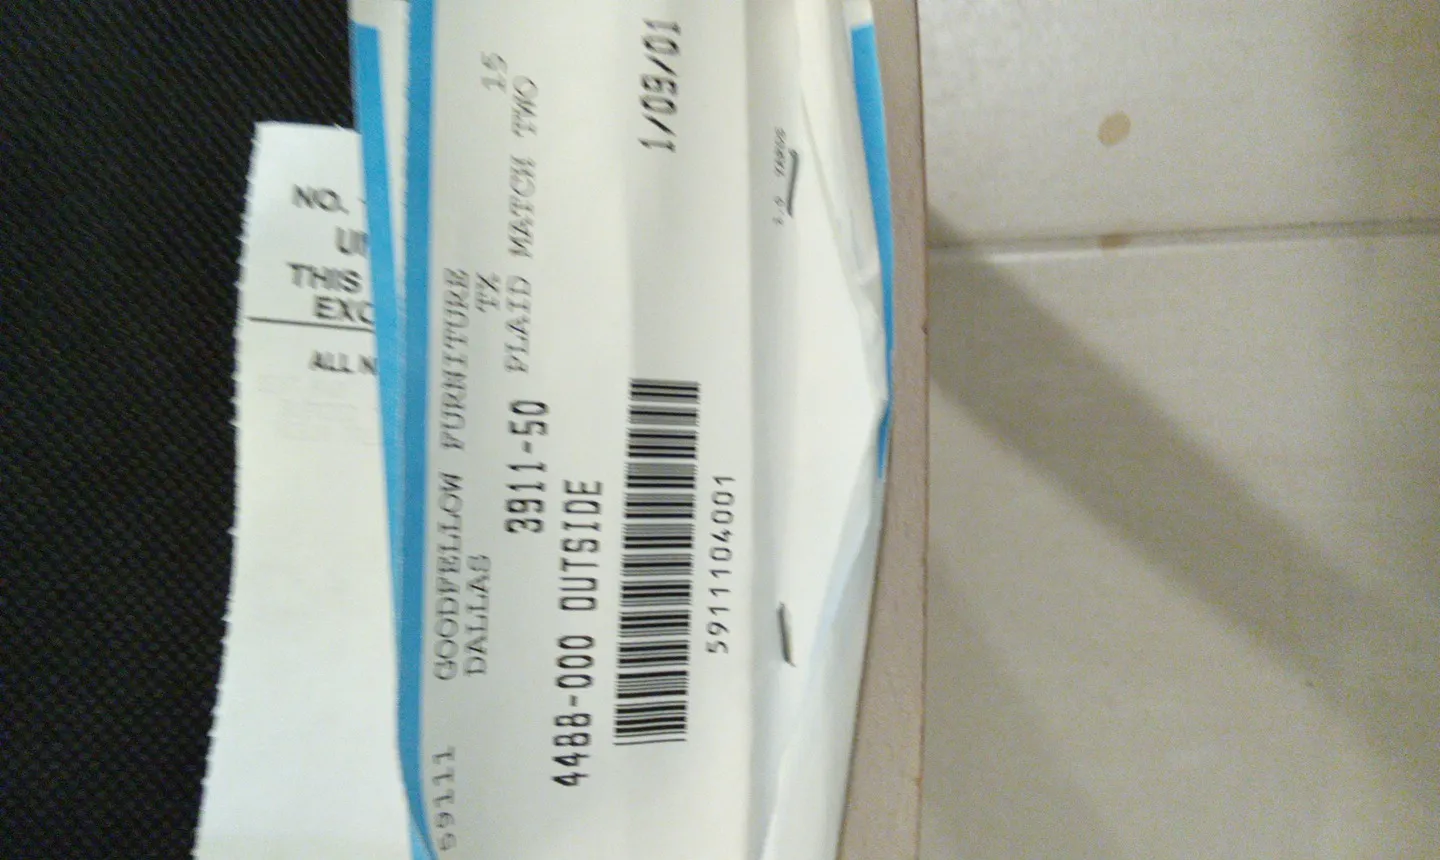 59111 GOODFELLOW FURNITURE
DALLAS TX 15
3911-50 PLAID MATCH TWO
4488-000 OUTSIDE
1/09/01
5911104001
YARDS
NO.
THIS
ALL